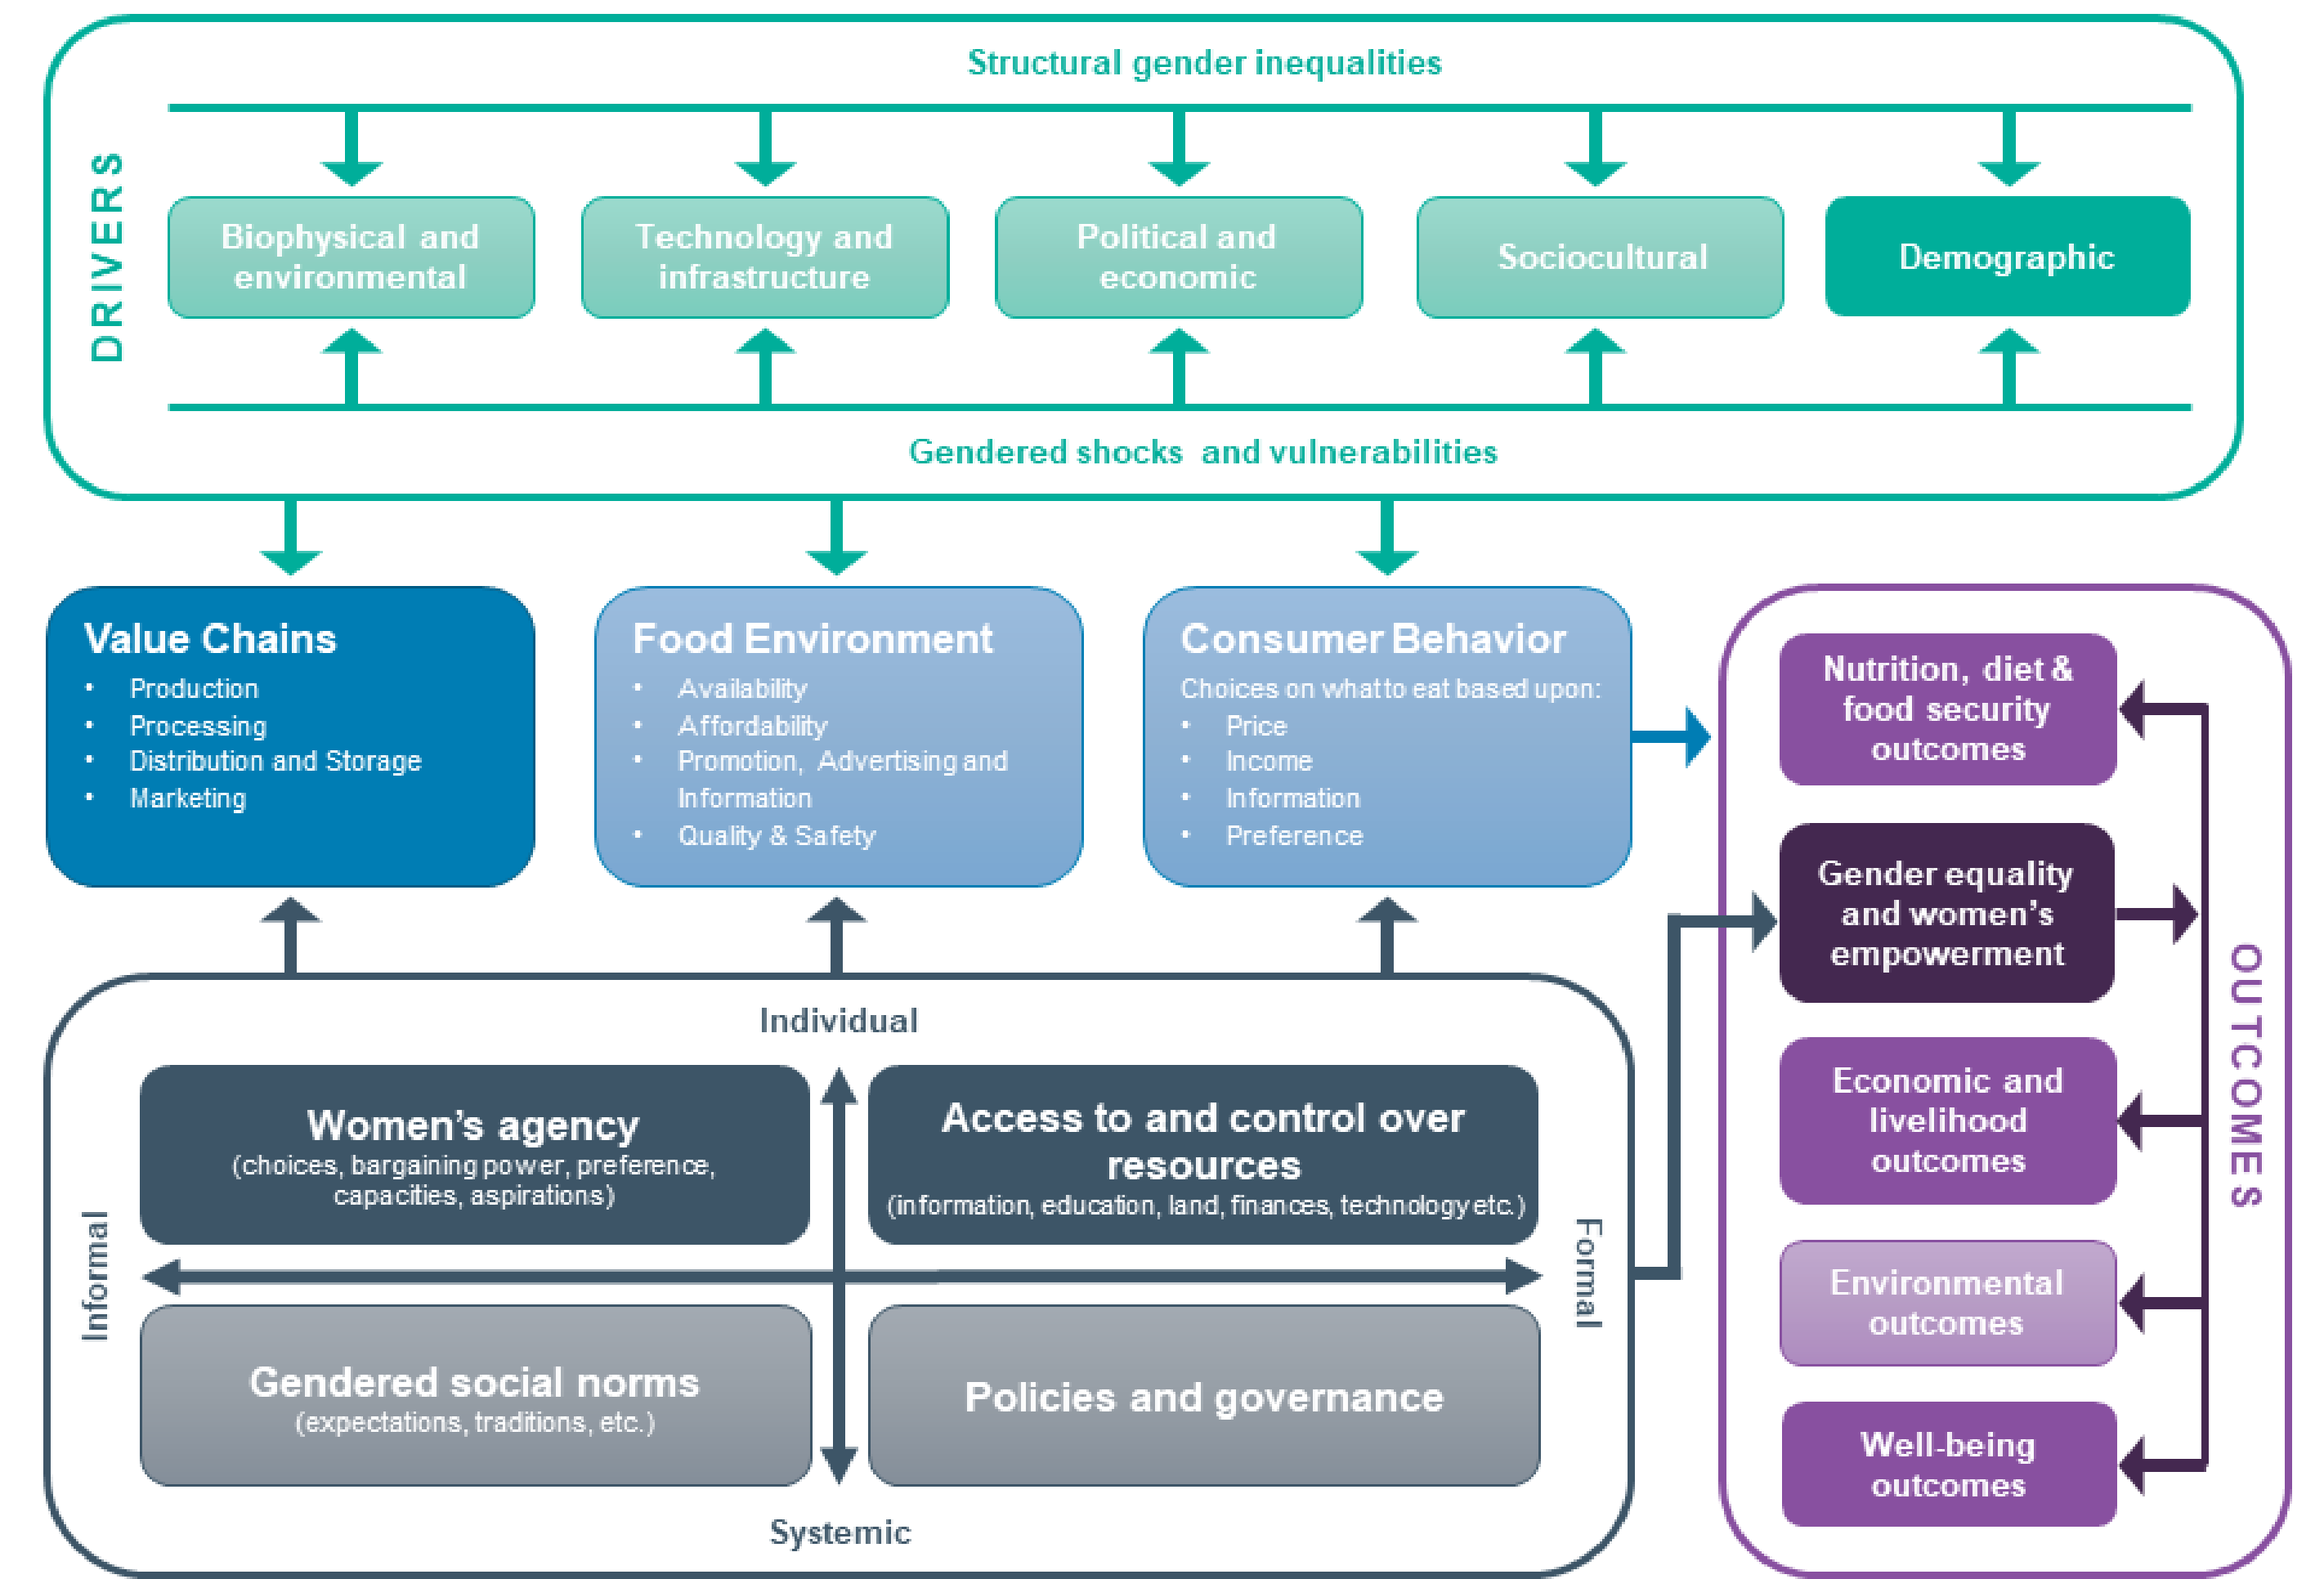 Structural gender inequalities
DRIVERS
Biophysical and
environmental
Technology and
infrastructure
Political and
economic
Sociocultural
Demographic
Gendered shocks and vulnerabilities
Value Chains
• Production
• Processing
• Distribution and Storage
• Marketing
Food Environment
• Availability
• Affordability
• Promotion, Advertising and
Information
• Quality & Safety
Consumer Behavior
Choices on what to eat based upon:
• Price
• Income
• Information
• Preference
Individual
Women's agency
(choices, bargaining power, preference,
capacities, aspirations)
Access to and control over
resources
(information, education, land, finances, technology etc.)
Informal
Formal
Gendered social norms
(expectations, traditions, etc.)
Policies and governance
Systemic
OUTCOMES
Nutrition, diet &
food security
outcomes
Gender equality
and women's
empowerment
Economic and
livelihood
outcomes
Environmental
outcomes
Well-being
outcomes